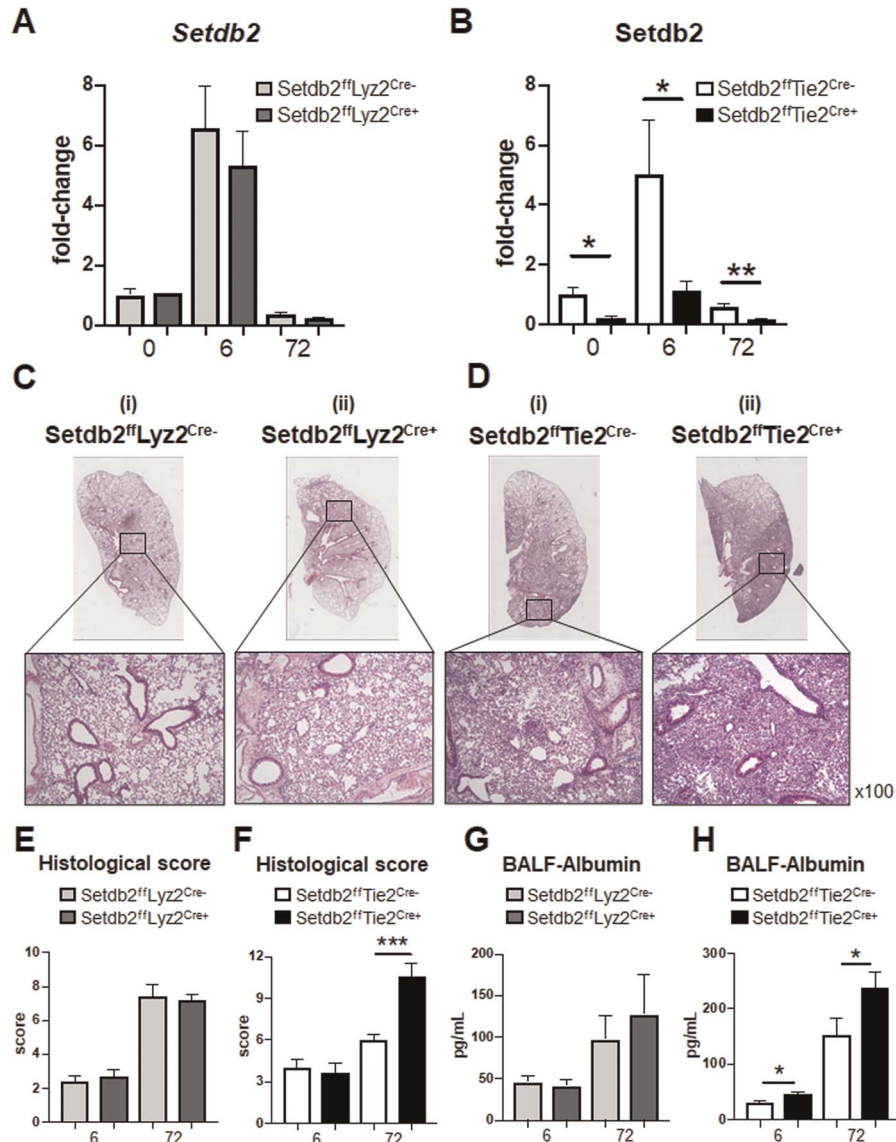 A
Setdb2
fold-change
8
6
4
2
0
Setdb2ffLyz2Cre-
Setdb2ffLyz2Cre+
0 6 72
B
Setdb2
fold-change
8
6
4
2
0
Setdb2ffTie2Cre-
Setdb2ffTie2Cre+
*
*
**
0 6 72
C
(i)
Setdb2ffLyz2Cre-
(ii)
Setdb2ffLyz2Cre+
D
(i)
Setdb2ffTie2Cre-
(ii)
Setdb2ffTie2Cre+
x100
E
Histological score
Setdb2ffLyz2Cre-
Setdb2ffLyz2Cre+
score
10
8
6
4
2
0
6 72
F
Histological score
Setdb2ffTie2Cre-
Setdb2ffTie2Cre+
score
12
9
6
3
0
***
6 72
G
BALF-Albumin
Setdb2ffLyz2Cre-
Setdb2ffLyz2Cre+
pg/mL
200
150
100
50
0
6 72
H
BALF-Albumin
Setdb2ffTie2Cre-
Setdb2ffTie2Cre+
pg/mL
300
200
100
0
*
*
6 72